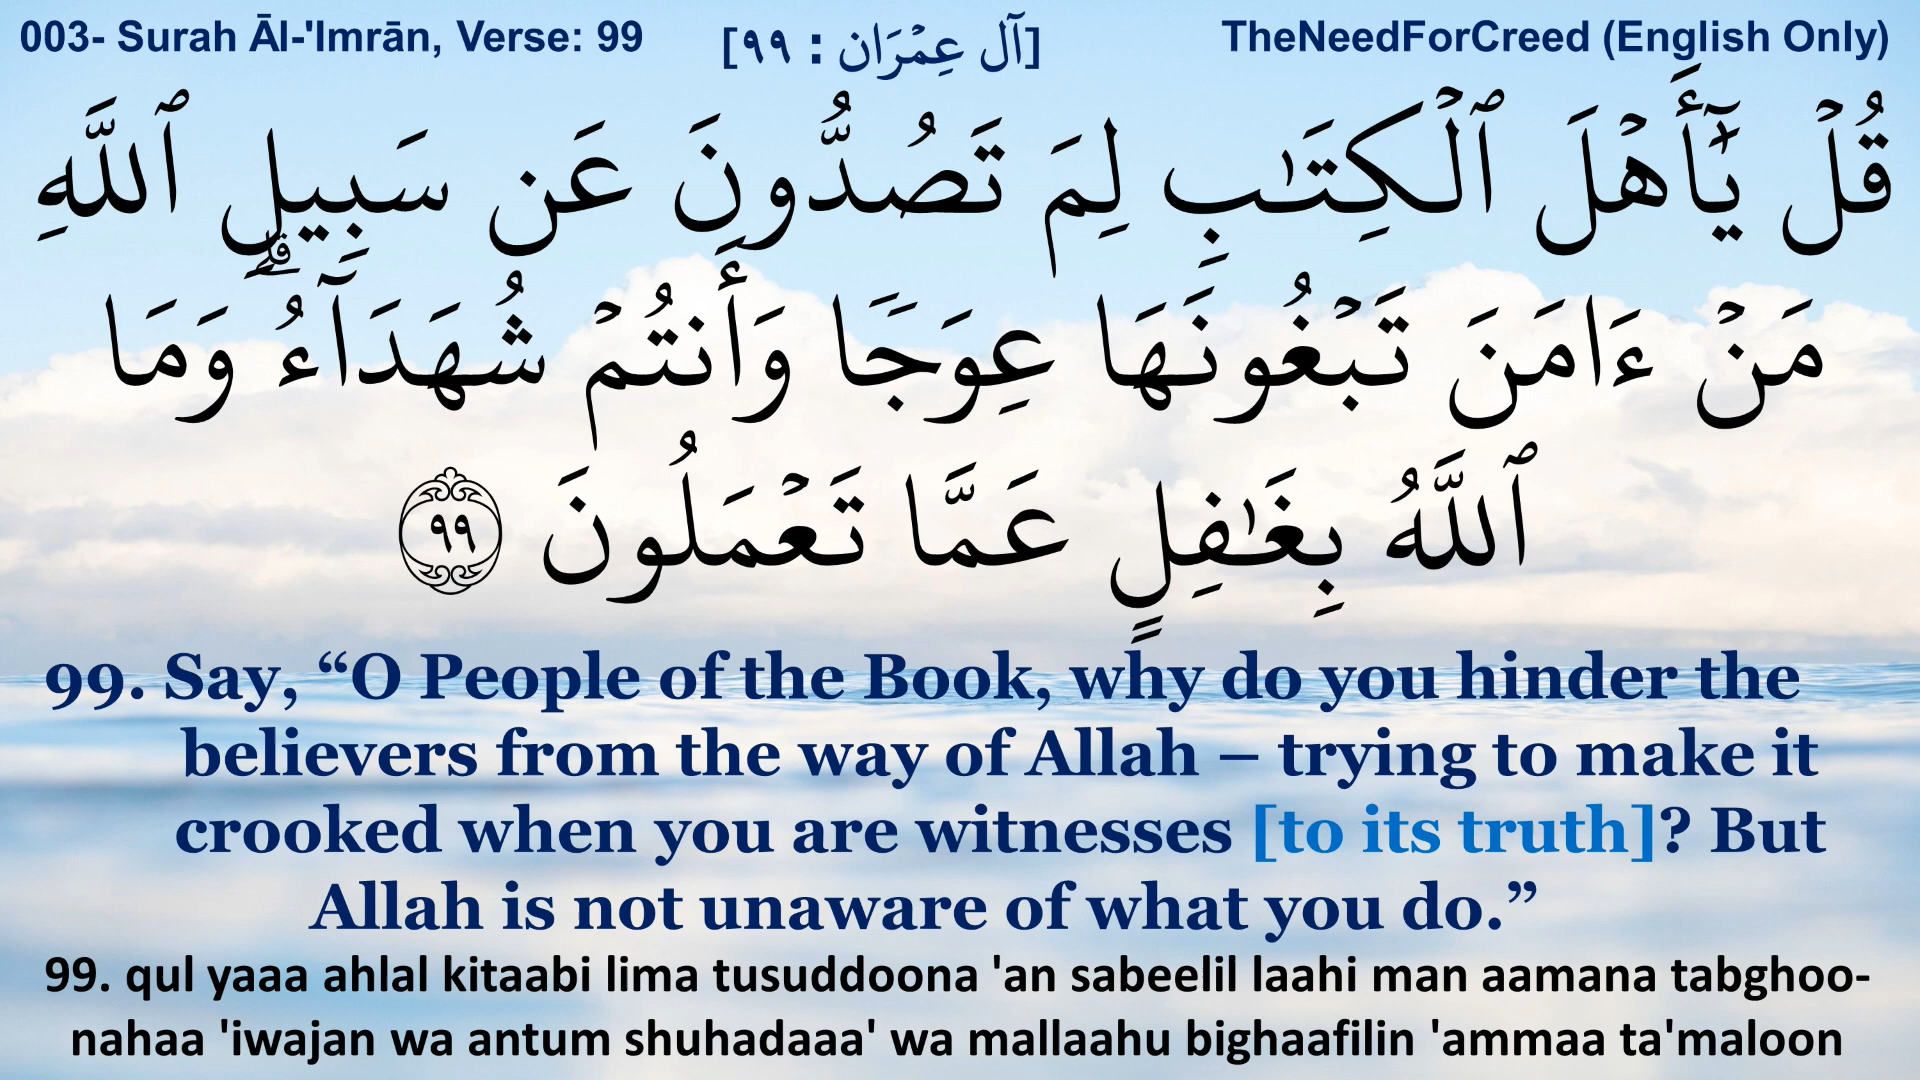 003- Surah Āl-'Imrān, Verse: 99 [آل عِمْرَان : ٩٩] TheNeedForCreed (English Only)
قُلْ يَٰٓأَهْلَ ٱلْكِتَٰبِ لِمَ تَصُدُّونَ عَن سَبِيلِ ٱللَّهِ
مَنْ ءَامَنَ تَبْغُونَهَا عِوَجًا وَأَنتُمْ شُهَدَآءُ ۗ وَمَا
ٱللَّهُ بِغَٰفِلٍ عَمَّا تَعْمَلُونَ ٩٩
99. Say, “O People of the Book, why do you hinder the
believers from the way of Allah – trying to make it
crooked when you are witnesses [to its truth]? But
Allah is not unaware of what you do.”
99. qul yaaa ahlal kitaabi lima tusuddoona 'an sabeelil laahi man aamana tabghoo-
nahaa 'iwajan wa antum shuhadaaa' wa mallaahu bighaafilin 'ammaa ta'maloon